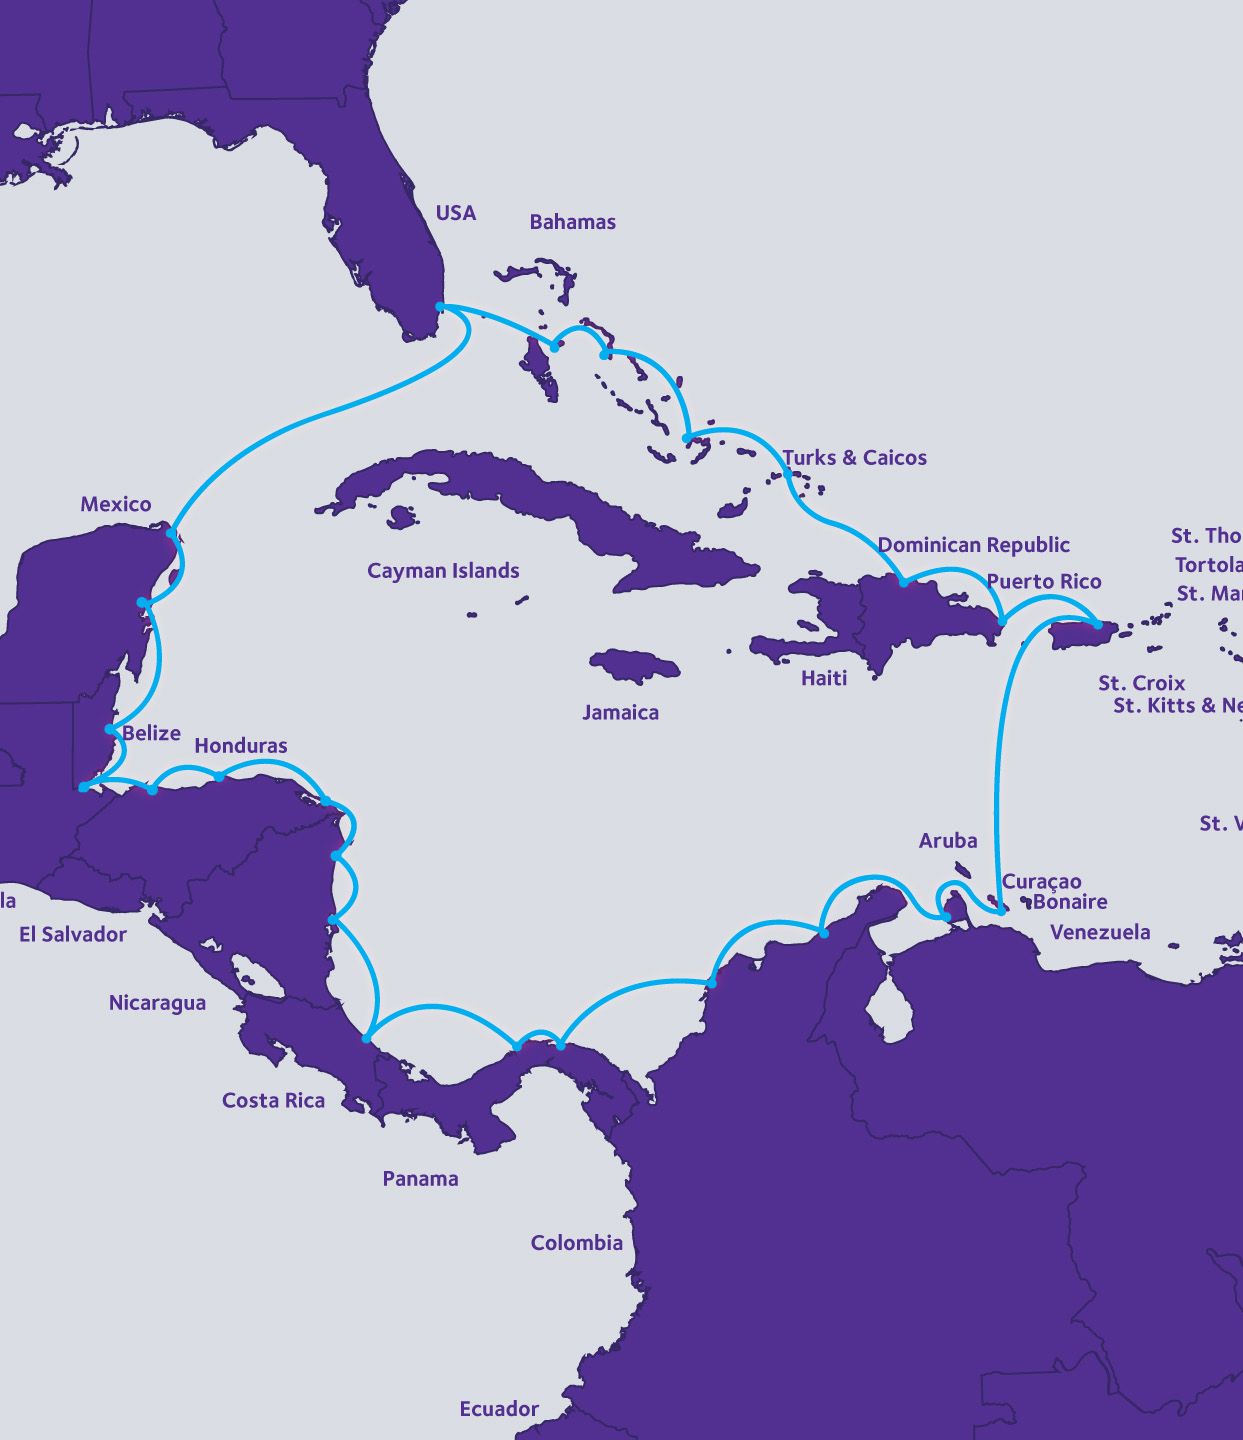 USA
Bahamas
Turks & Caicos
Mexico
Dominican Republic
St. Tho
Cayman Islands
Tortola
Puerto Rico
St. Mar
Haiti
St. Croix
St. Kitts & Ne
Jamaica
Belize
Honduras
St. V
Aruba
Curaçao
la
Bonaire
El Salvador
Venezuela
Nicaragua
Costa Rica
Panama
Colombia
Ecuador